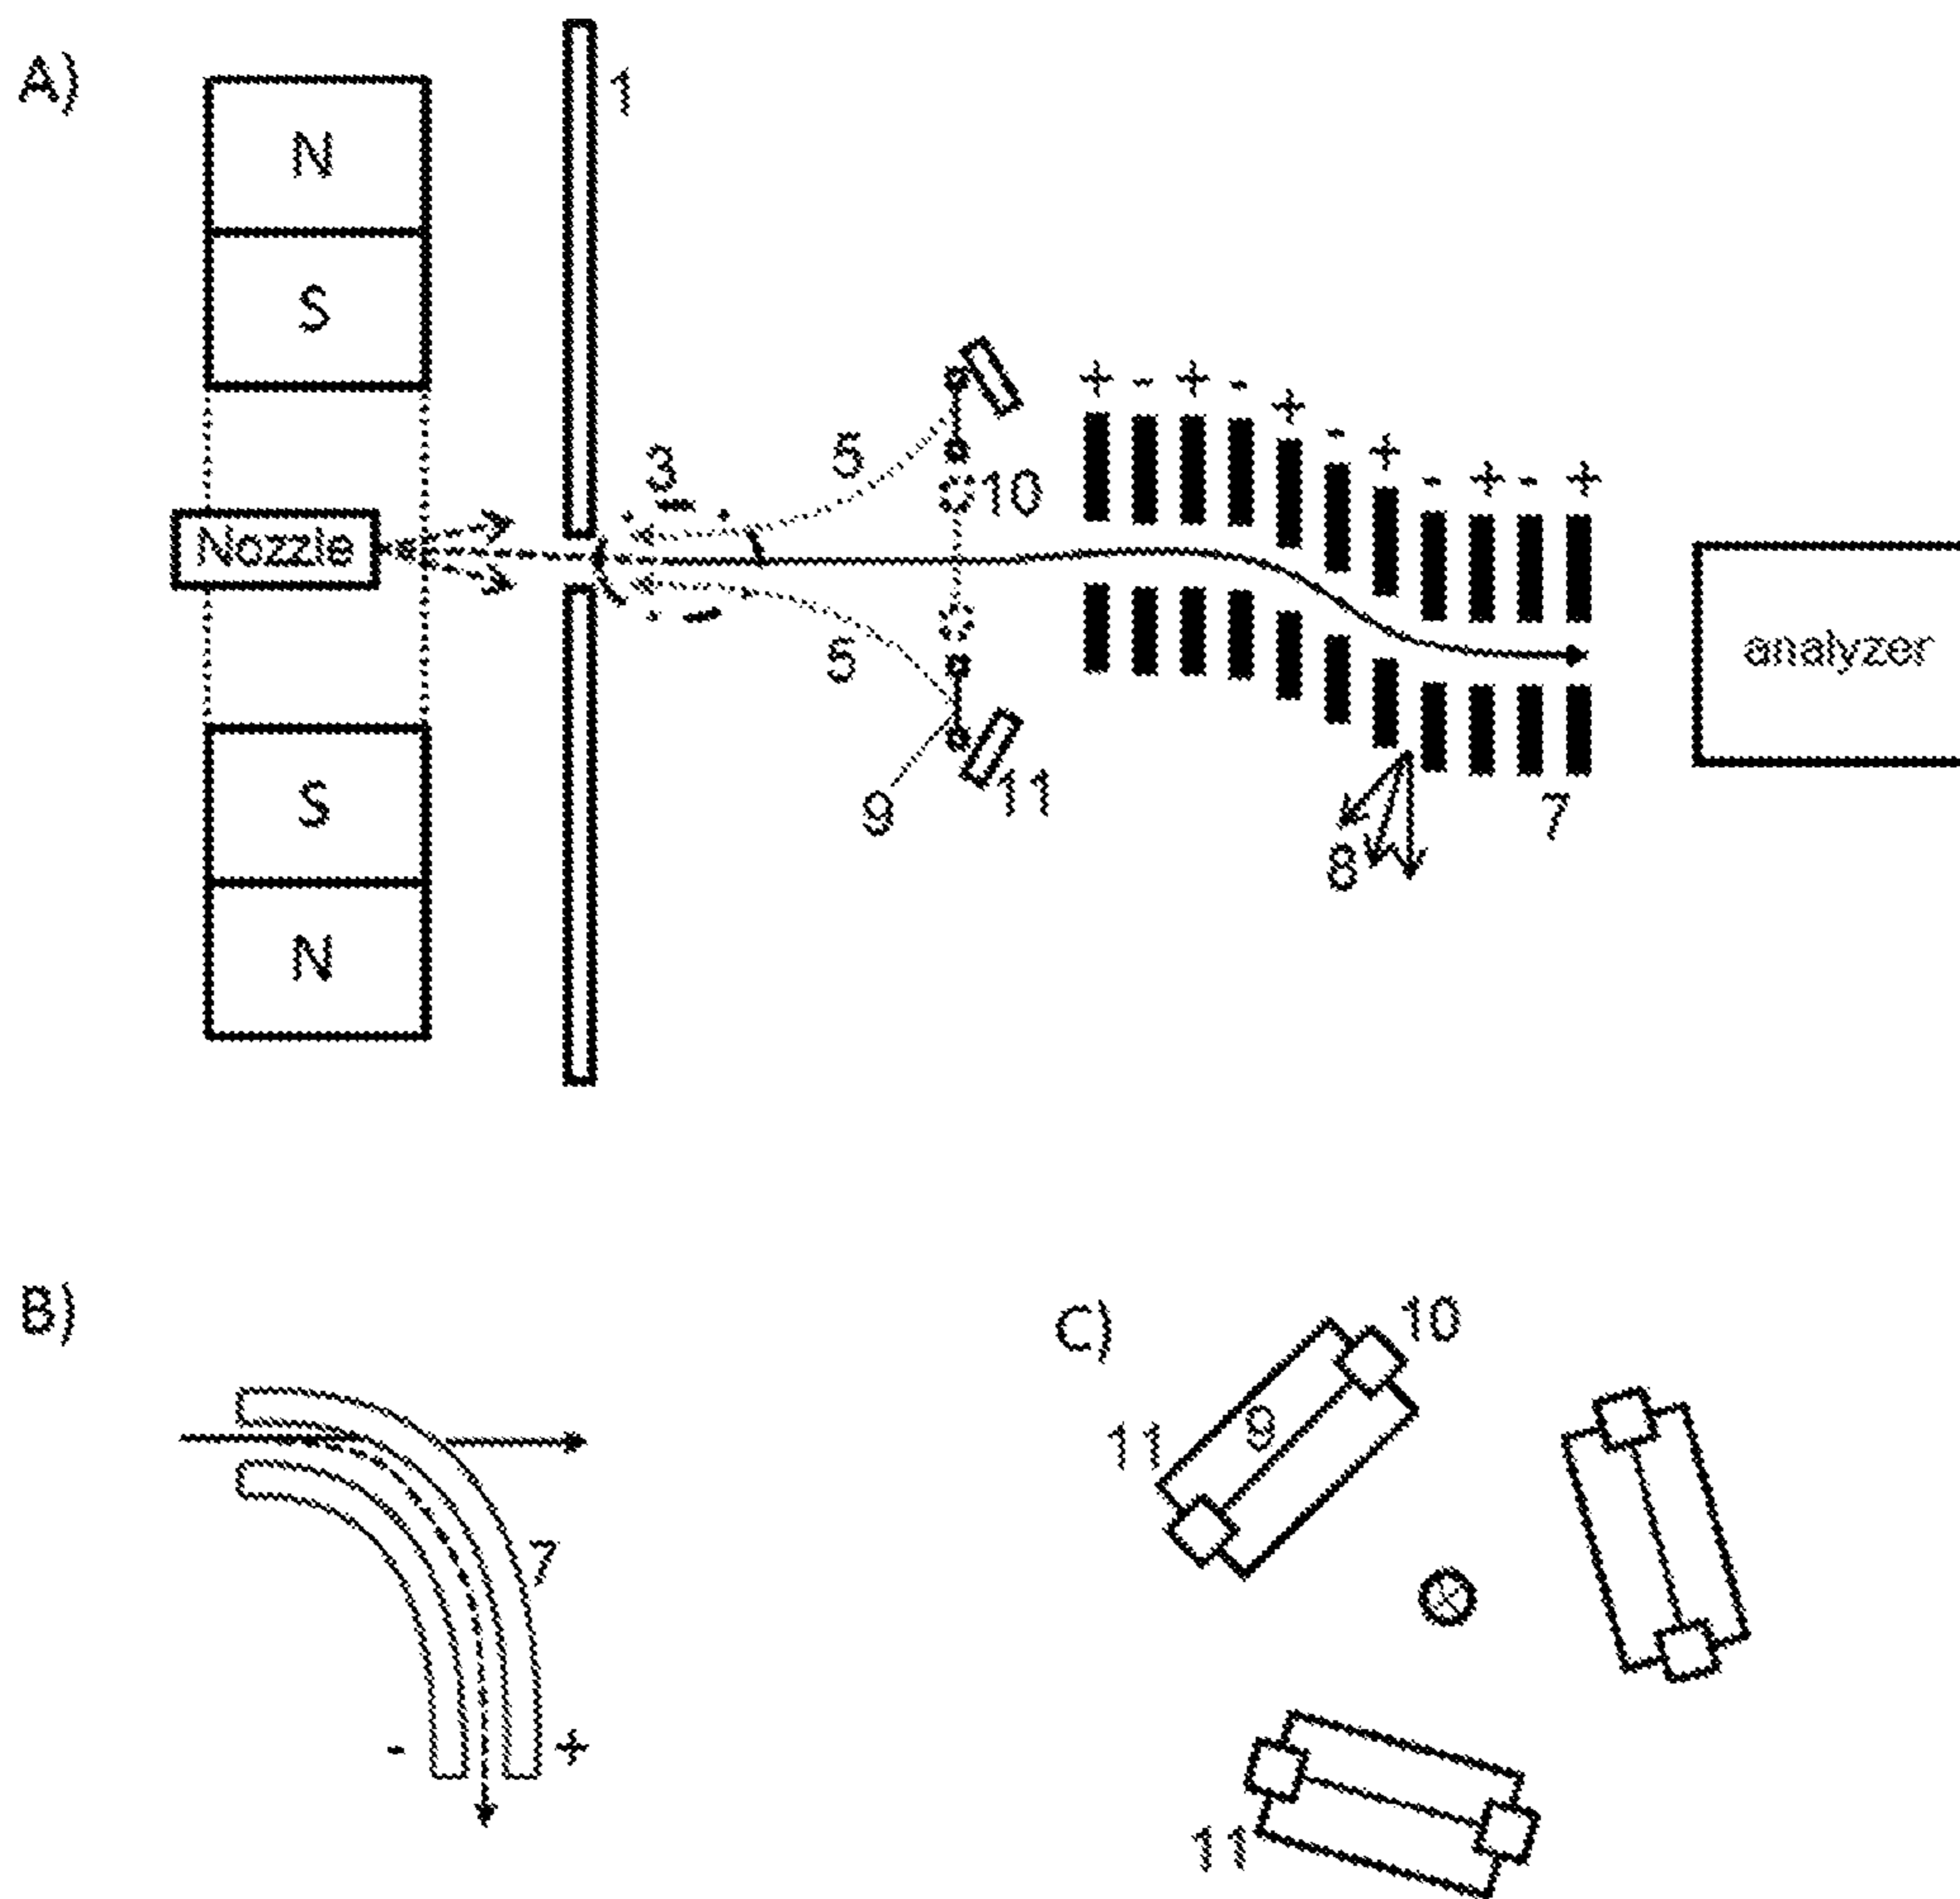 A)
1
N
S
3
5
+ - + - + - + - + - +
10
Nozzle
analyzer
5
S
9
11
8
7
N
B)
C)
10
11
9
7
- +
11